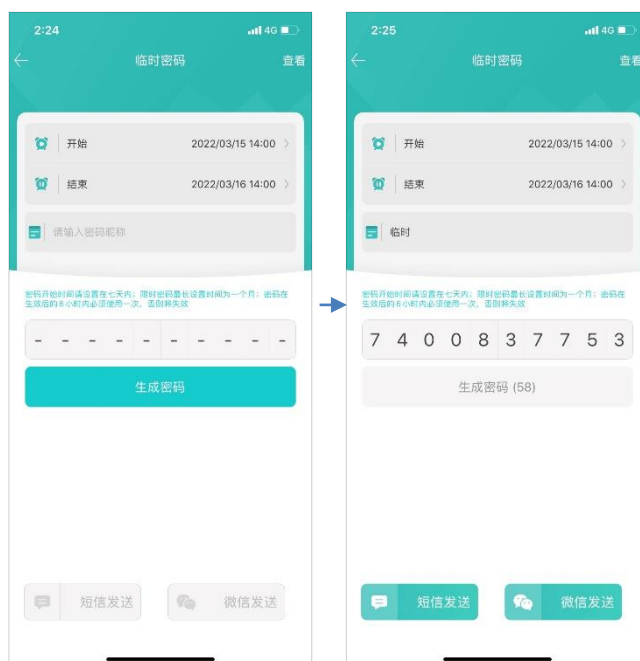 2:24
4G
临时密码
查看
开始
2022/03/15 14:00
结束
2022/03/16 14:00
请输入密码昵称
密码开始时间请设置在七天内；限时密码最长设置时间为一个月；密码在
生效后的6小时内必须使用一次，否则将失效
- - - - - - - - - -
生成密码
短信发送
微信发送
2:25
4G
临时密码
查看
开始
2022/03/15 14:00
结束
2022/03/16 14:00
临时
密码开始时间请设置在七天内；限时密码最长设置时间为一个月；密码在
生效后的6小时内必须使用一次，否则将失效
7 4 0 0 8 3 7 7 5 3
生成密码 (58)
短信发送
微信发送